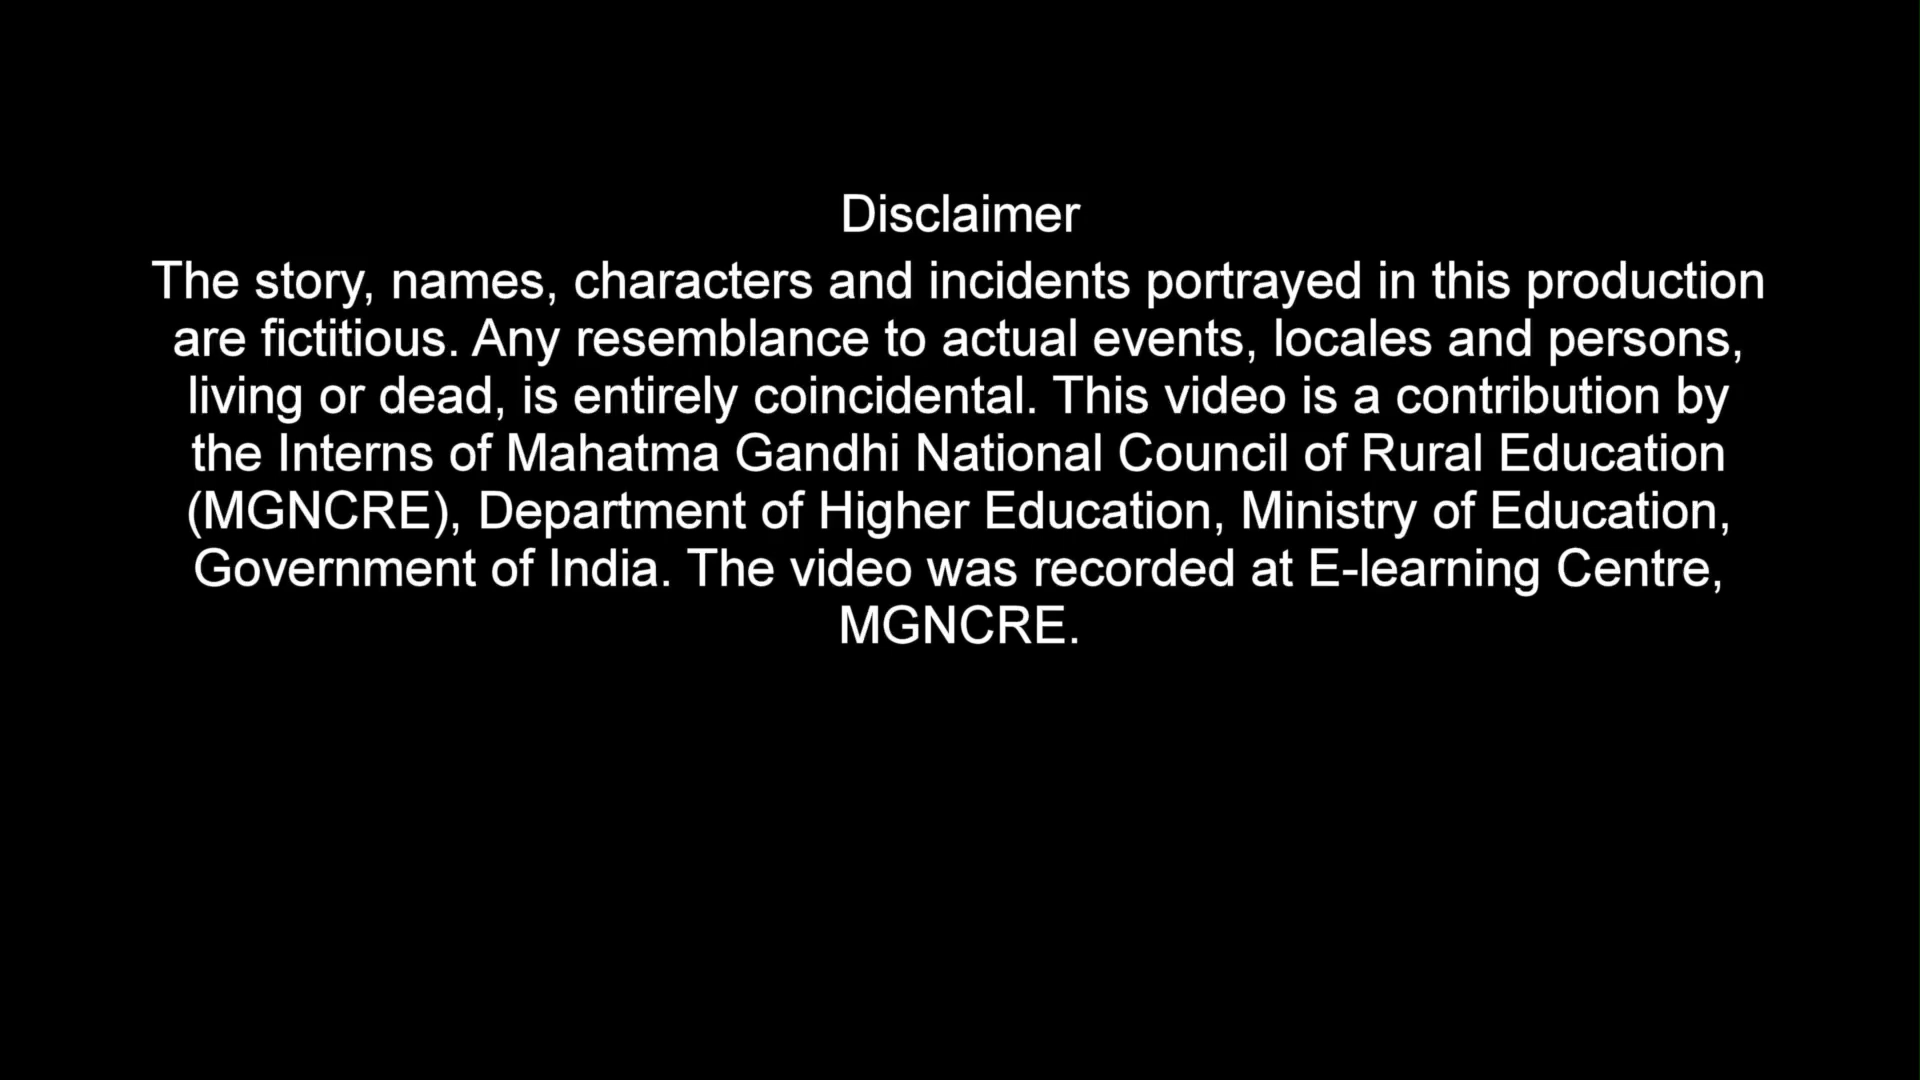 Disclaimer
The story, names, characters and incidents portrayed in this production
are fictitious. Any resemblance to actual events, locales and persons,
living or dead, is entirely coincidental. This video is a contribution by
the Interns of Mahatma Gandhi National Council of Rural Education
(MGNCRE), Department of Higher Education, Ministry of Education,
Government of India. The video was recorded at E-learning Centre,
MGNCRE.